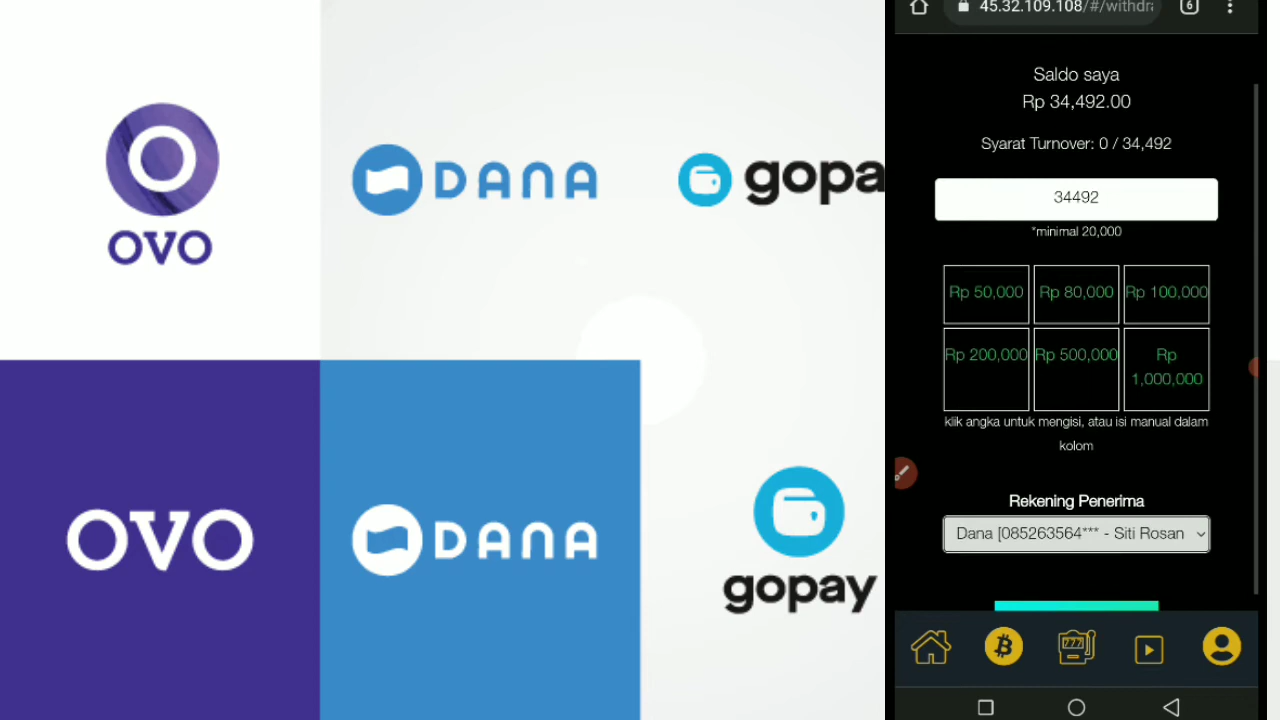 OVO
DANA
gopa
OVO
DANA
gopay
45.32.109.108/#/withdr
6
Saldo saya
Rp 34,492.00
Syarat Turnover: 0 / 34,492
34492
*minimal 20,000
Rp 50,000
Rp 80,000
Rp 100,000
Rp 200,000
Rp 500,000
Rp
1,000,000
klik angka untuk mengisi, atau isi manual dalam
kolom
Rekening Penerima
Dana [085263564*** - Siti Rosan
777